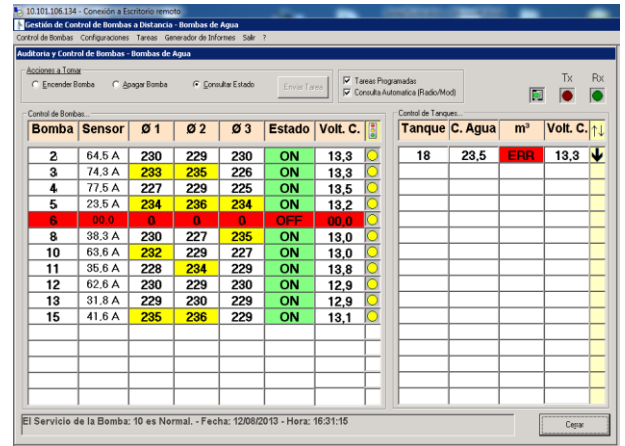 10.101.106.134 - Conexión a Escritorio remoto
Gestión de Control de Bombas a Distancia - Bombas de Agua
Control de Bombas Configuraciones Tareas Generador de Informes Salir ?
Auditoria y Control de Bombas - Bombas de Agua
Acciones a Tomar
Encender Bomba Apagar Bomba Consultar Estado Enviar Tarea
Tareas Programadas
Consulta Automatica (Radio/Mod)
Tx Rx
Control de Bombas...
Bomba Sensor Ø 1 Ø 2 Ø 3 Estado Volt. C.
2 64,5 A 230 229 230 ON 13,3
3 74,3 A 233 235 226 ON 13,3
4 77,5 A 227 229 225 ON 13,5
5 23,5 A 234 236 234 ON 13,2
6 00,0 0 0 0 OFF 00,0
8 38,3 A 230 227 235 ON 13,0
10 63,6 A 232 229 227 ON 13,0
11 35,6 A 228 234 229 ON 13,8
12 62,6 A 230 229 230 ON 12,9
13 31,8 A 229 230 229 ON 12,9
15 41,6 A 235 236 229 ON 13,1
Control de Tanques...
Tanque C. Agua m³ Volt. C. ↑↓
18 23,5 ERR 13,3 ↓
El Servicio de la Bomba: 10 es Normal. - Fecha: 12/08/2013 - Hora: 16:31:15
Cerrar